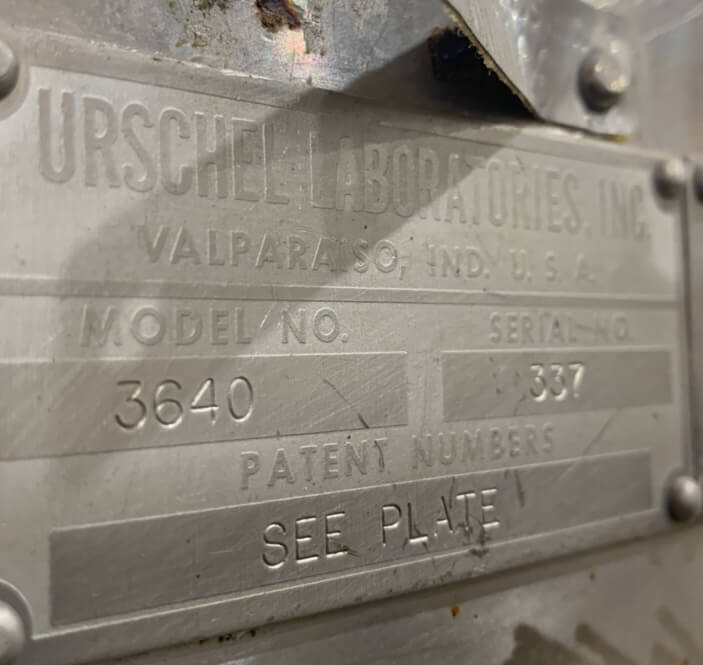 URSCHEL LABORATORIES, INC.
VALPARAISO, IND. U. S. A.
MODEL NO. SERIAL NO.
3640 337
PATENT NUMBERS
SEE PLATE